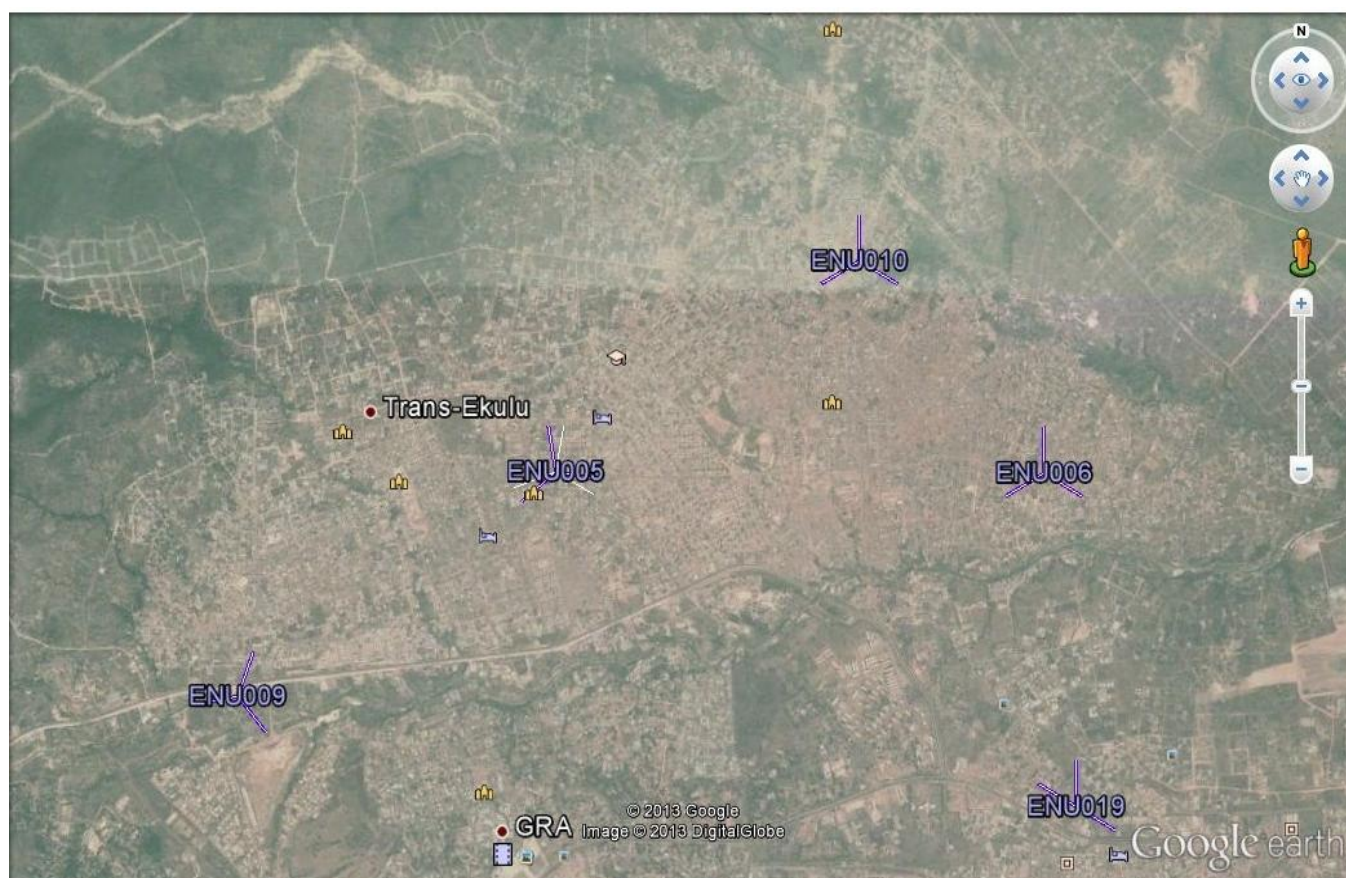 N
ENU010
Trans-Ekulu
ENU005
ENU006
ENU009
ENU019
GRA
© 2013 Google
Image © 2013 DigitalGlobe
Google earth